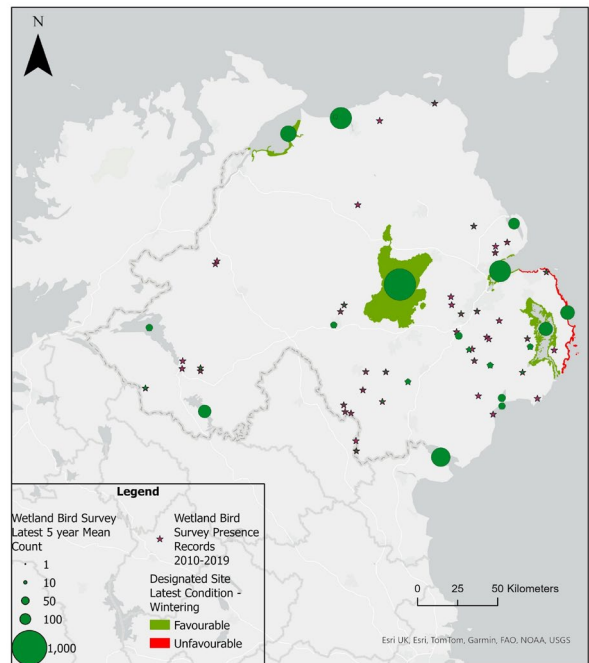 N
Legend
Wetland Bird Survey
Latest 5 year Mean
Count
1
10
50
100
1,000
Wetland Bird
Survey Presence
Records
2010-2019
Designated Site
Latest Condition -
Wintering
Favourable
Unfavourable
0 25 50 Kilometers
Esri UK, Esri, TomTom, Garmin, FAO, NOAA, USGS